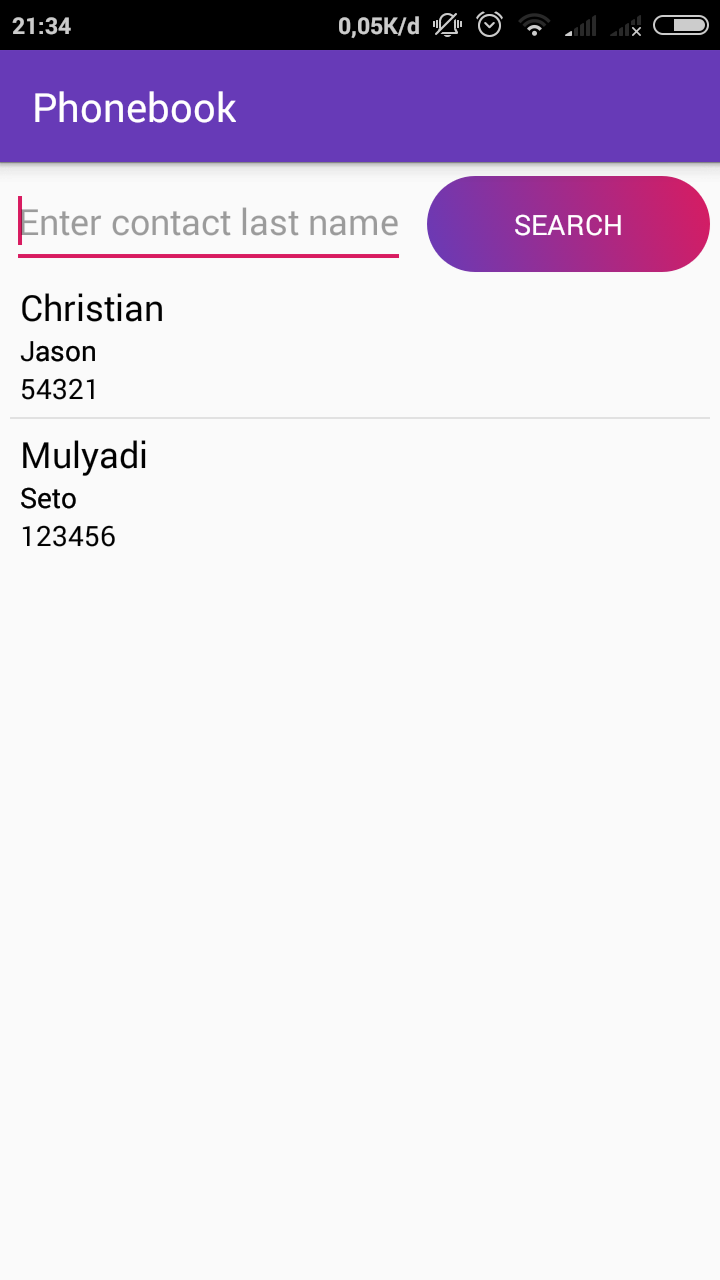 21:34 0,05K/d
Phonebook
Enter contact last name SEARCH
Christian
Jason
54321
Mulyadi
Seto
123456